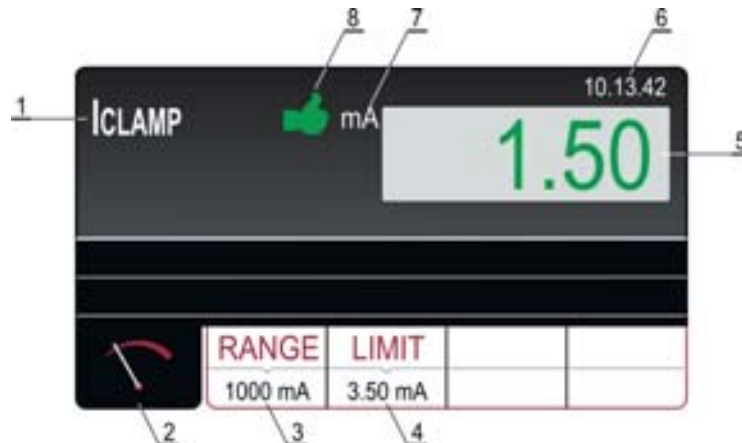 8 7 6
10.13.42
1 ICLAMP mA
1.50 5
RANGE LIMIT
1000 mA 3.50 mA
2 3 4